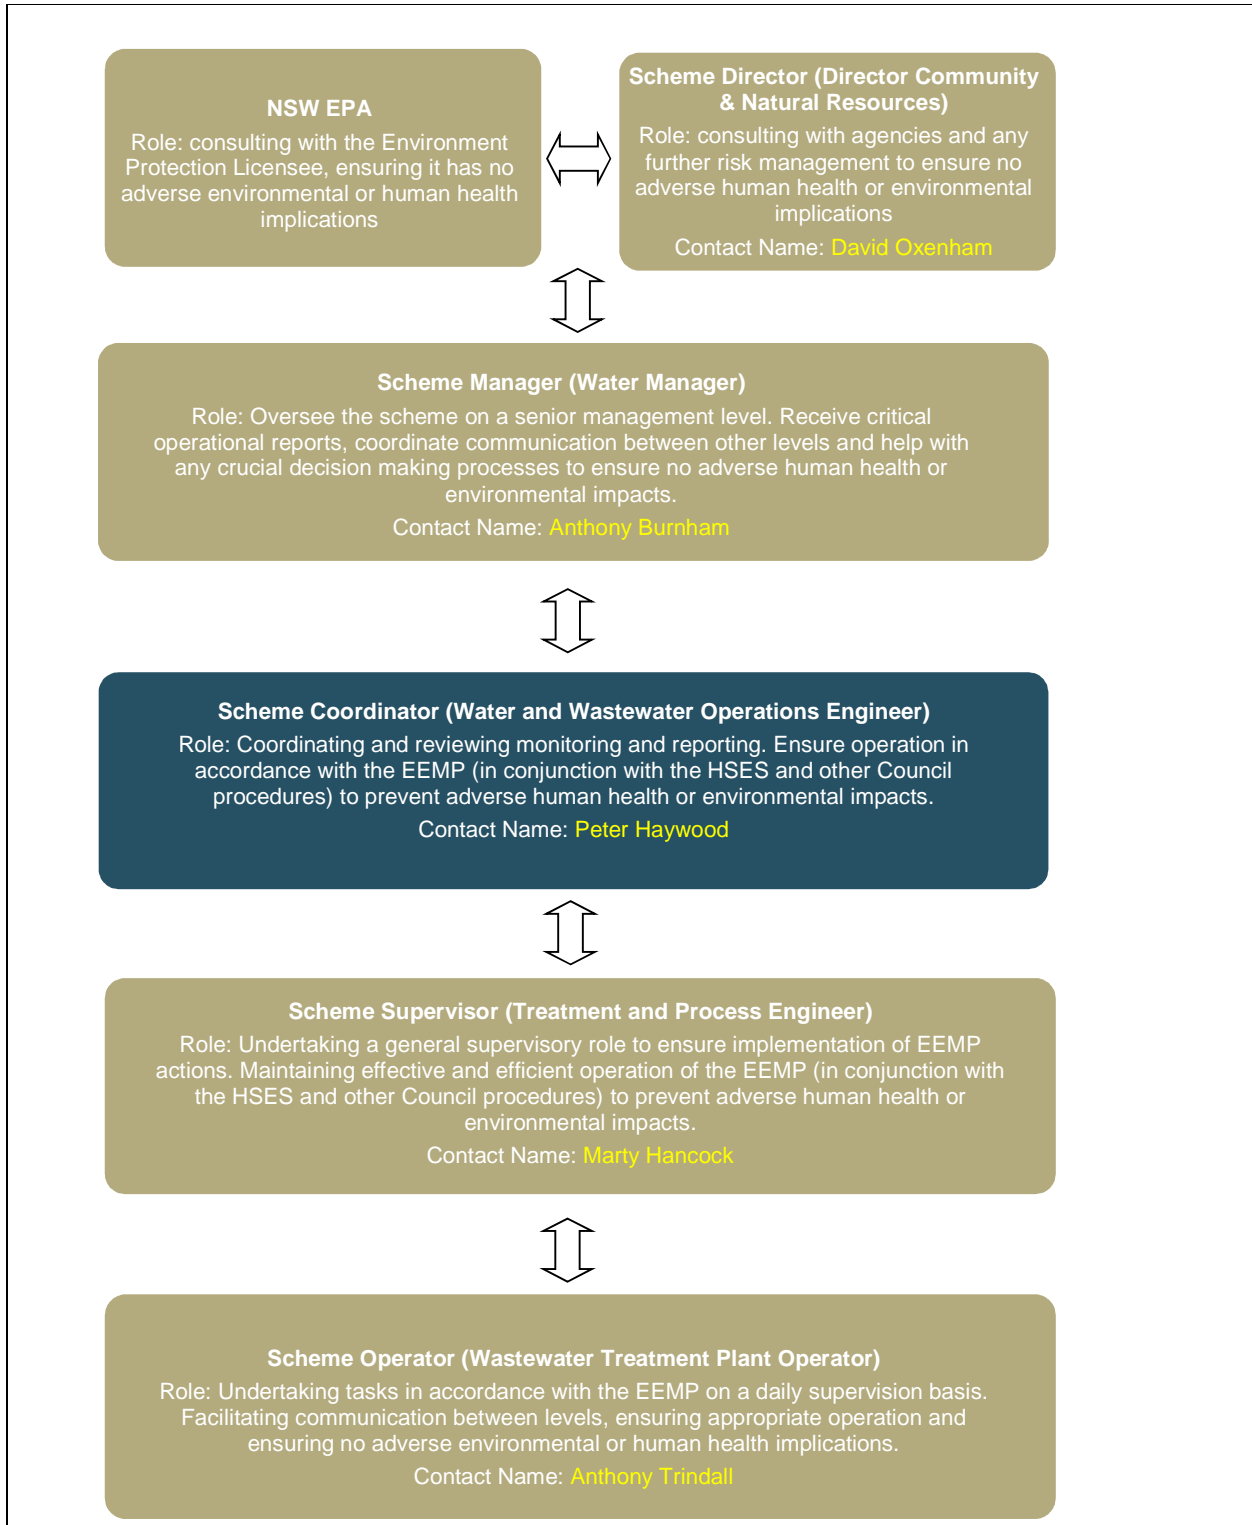 NSW EPA
Role: consulting with the Environment
Protection Licensee, ensuring it has no
adverse environmental or human health
implications
Scheme Director (Director Community
& Natural Resources)
Role: consulting with agencies and any
further risk management to ensure no
adverse human health or environmental
implications
Contact Name: David Oxenham
Scheme Manager (Water Manager)
Role: Oversee the scheme on a senior management level. Receive critical
operational reports, coordinate communication between other levels and help with
any crucial decision making processes to ensure no adverse human health or
environmental impacts.
Contact Name: Anthony Burnham
Scheme Coordinator (Water and Wastewater Operations Engineer)
Role: Coordinating and reviewing monitoring and reporting. Ensure operation in
accordance with the EEMP (in conjunction with the HSES and other Council
procedures) to prevent adverse human health or environmental impacts.
Contact Name: Peter Haywood
Scheme Supervisor (Treatment and Process Engineer)
Role: Undertaking a general supervisory role to ensure implementation of EEMP
actions. Maintaining effective and efficient operation of the EEMP (in conjunction with
the HSES and other Council procedures) to prevent adverse human health or
environmental impacts.
Contact Name: Marty Hancock
Scheme Operator (Wastewater Treatment Plant Operator)
Role: Undertaking tasks in accordance with the EEMP on a daily supervision basis.
Facilitating communication between levels, ensuring appropriate operation and
ensuring no adverse environmental or human health implications.
Contact Name: Anthony Trindall